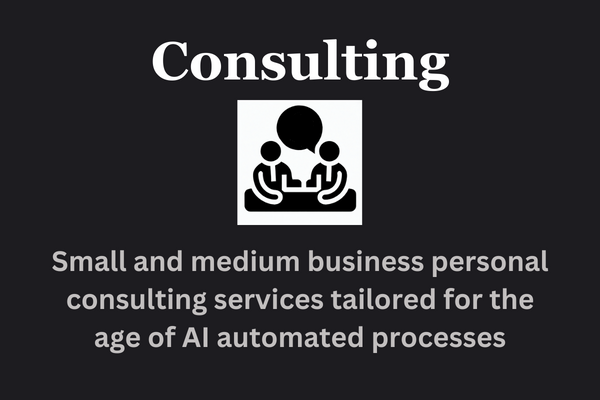 Consulting
Small and medium business personal
consulting services tailored for the
age of AI automated processes